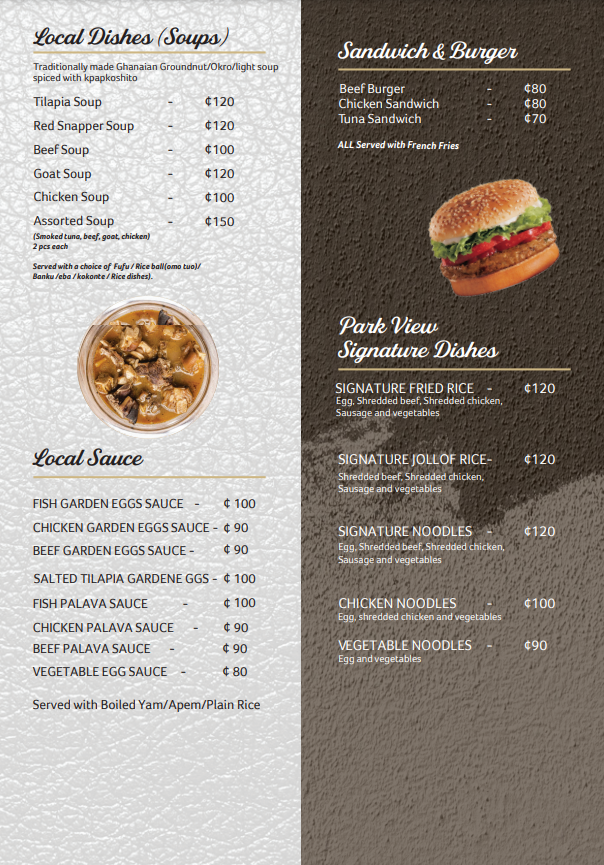 Local Dishes (Soups)
Traditionally made Ghanaian Groundnut/Okro/light soup
spiced with kpapkoshito
Tilapia Soup - ₵120
Red Snapper Soup - ₵120
Beef Soup - ₵100
Goat Soup - ₵120
Chicken Soup - ₵100
Assorted Soup - ₵150
(Smoked tuna, beef, goat, chicken)
2 pcs each
Served with a choice of Fufu / Rice ball(omo tuo)/
Banku /eba / kokonte / Rice dishes).
Local Sauce
FISH GARDEN EGGS SAUCE - ₵ 100
CHICKEN GARDEN EGGS SAUCE - ₵ 90
BEEF GARDEN EGGS SAUCE - ₵ 90
SALTED TILAPIA GARDENE GGS - ₵ 100
FISH PALAVA SAUCE - ₵ 100
CHICKEN PALAVA SAUCE - ₵ 90
BEEF PALAVA SAUCE - ₵ 90
VEGETABLE EGG SAUCE - ₵ 80
Served with Boiled Yam/Apem/Plain Rice
Sandwich & Burger
Beef Burger - ₵80
Chicken Sandwich - ₵80
Tuna Sandwich - ₵70
ALL Served with French Fries
Park View
Signature Dishes
SIGNATURE FRIED RICE - ₵120
Egg, Shredded beef, Shredded chicken,
Sausage and vegetables
SIGNATURE JOLLOF RICE- ₵120
Shredded beef, Shredded chicken,
Sausage and vegetables
SIGNATURE NOODLES - ₵120
Egg, Shredded beef, Shredded chicken,
Sausage and vegetables
CHICKEN NOODLES - ₵100
Egg, shredded chicken and vegetables
VEGETABLE NOODLES - ₵90
Egg and vegetables